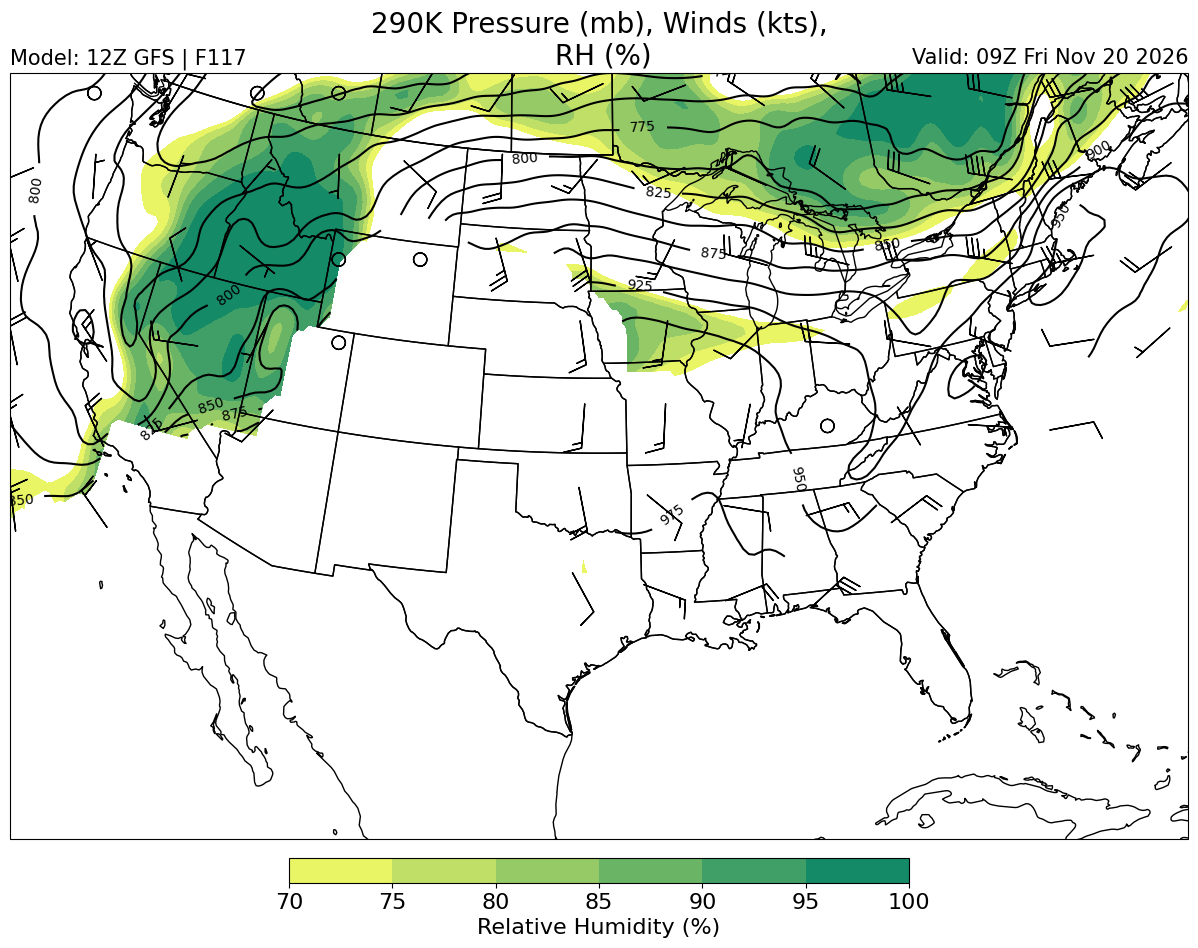 290K Pressure (mb), Winds (kts),
RH (%)
Model: 12Z GFS | F117
Valid: 09Z Fri Nov 20 2026
775
800
900
800
825
950
850
875
925
800
850
875
875
950
850
975
70 75 80 85 90 95 100
Relative Humidity (%)